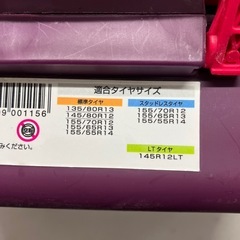 適合タイヤサイズ
標準タイヤ
135/80R13
145/80R12
155/70R12
155/65R13
155/55R14
スタッドレスタイヤ
155/70R12
155/65R13
155/55R14
LTタイヤ
145R12LT
9 001156
みください。